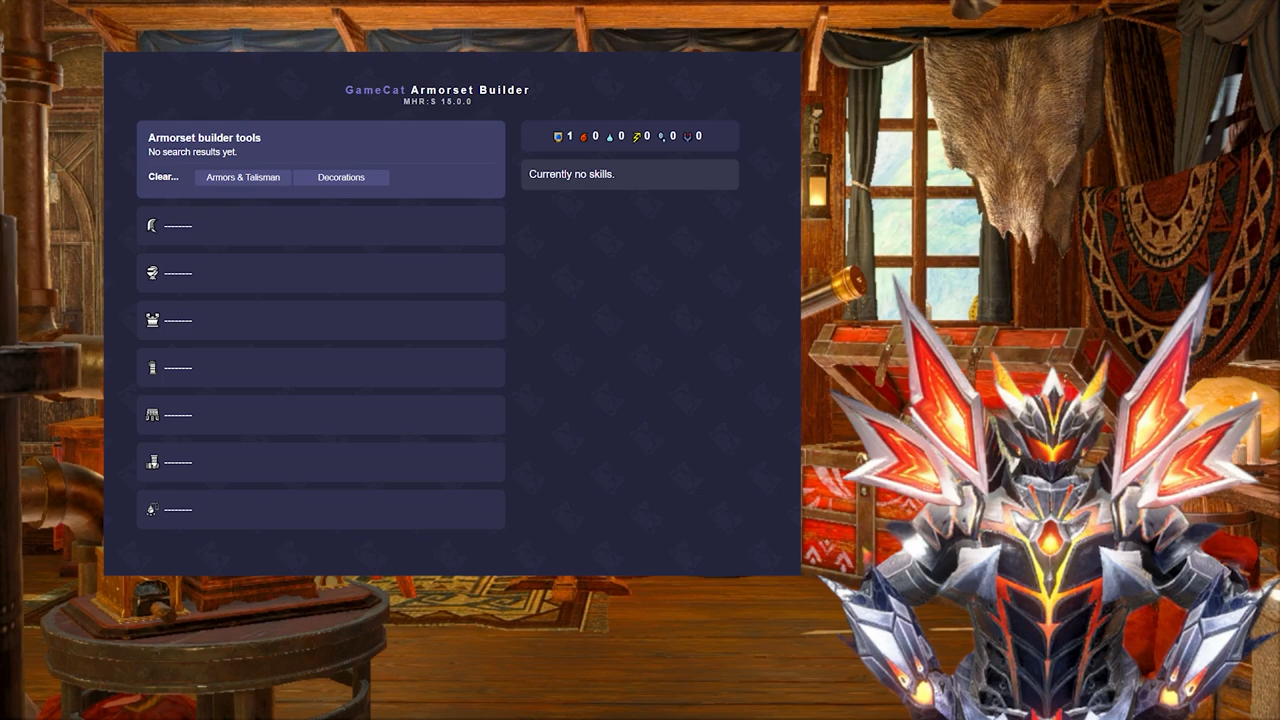 GameCat Armorset Builder
MHR:S 15.0.0
Armorset builder tools
No search results yet.
Clear... Armors & Talisman Decorations
1 0 0 0 0 0
Currently no skills.
--------
--------
--------
--------
--------
--------
--------